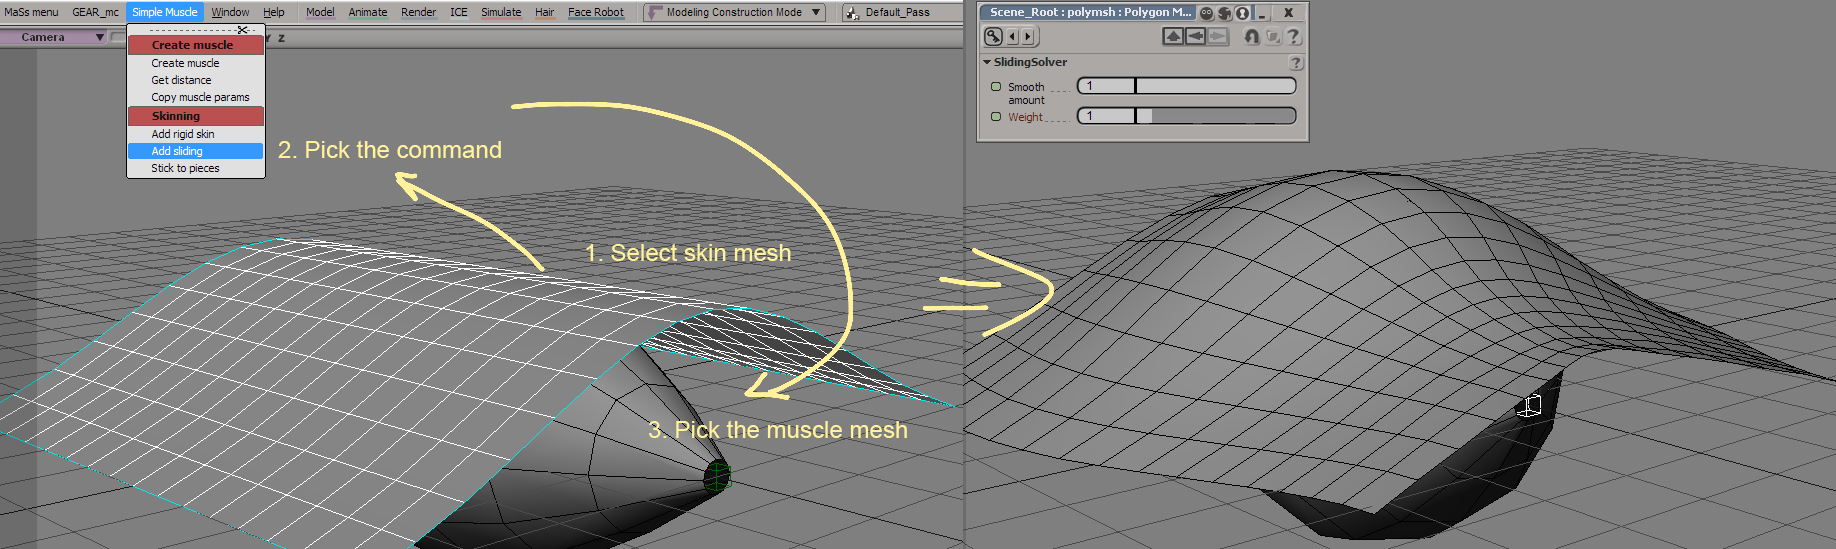 MaSs menu GEAR_mc Simple Muscle Window Help Model Animate Render ICE Simulate Hair Face Robot Modeling Construction Mode Default_Pass
Camera Y Z
Create muscle
Create muscle
Get distance
Copy muscle params
Skinning
Add rigid skin
Add sliding
Stick to pieces
2. Pick the command
1. Select skin mesh
3. Pick the muscle mesh
Scene_Root : polymsh : Polygon M...
SlidingSolver
Smooth amount 1
Weight 1